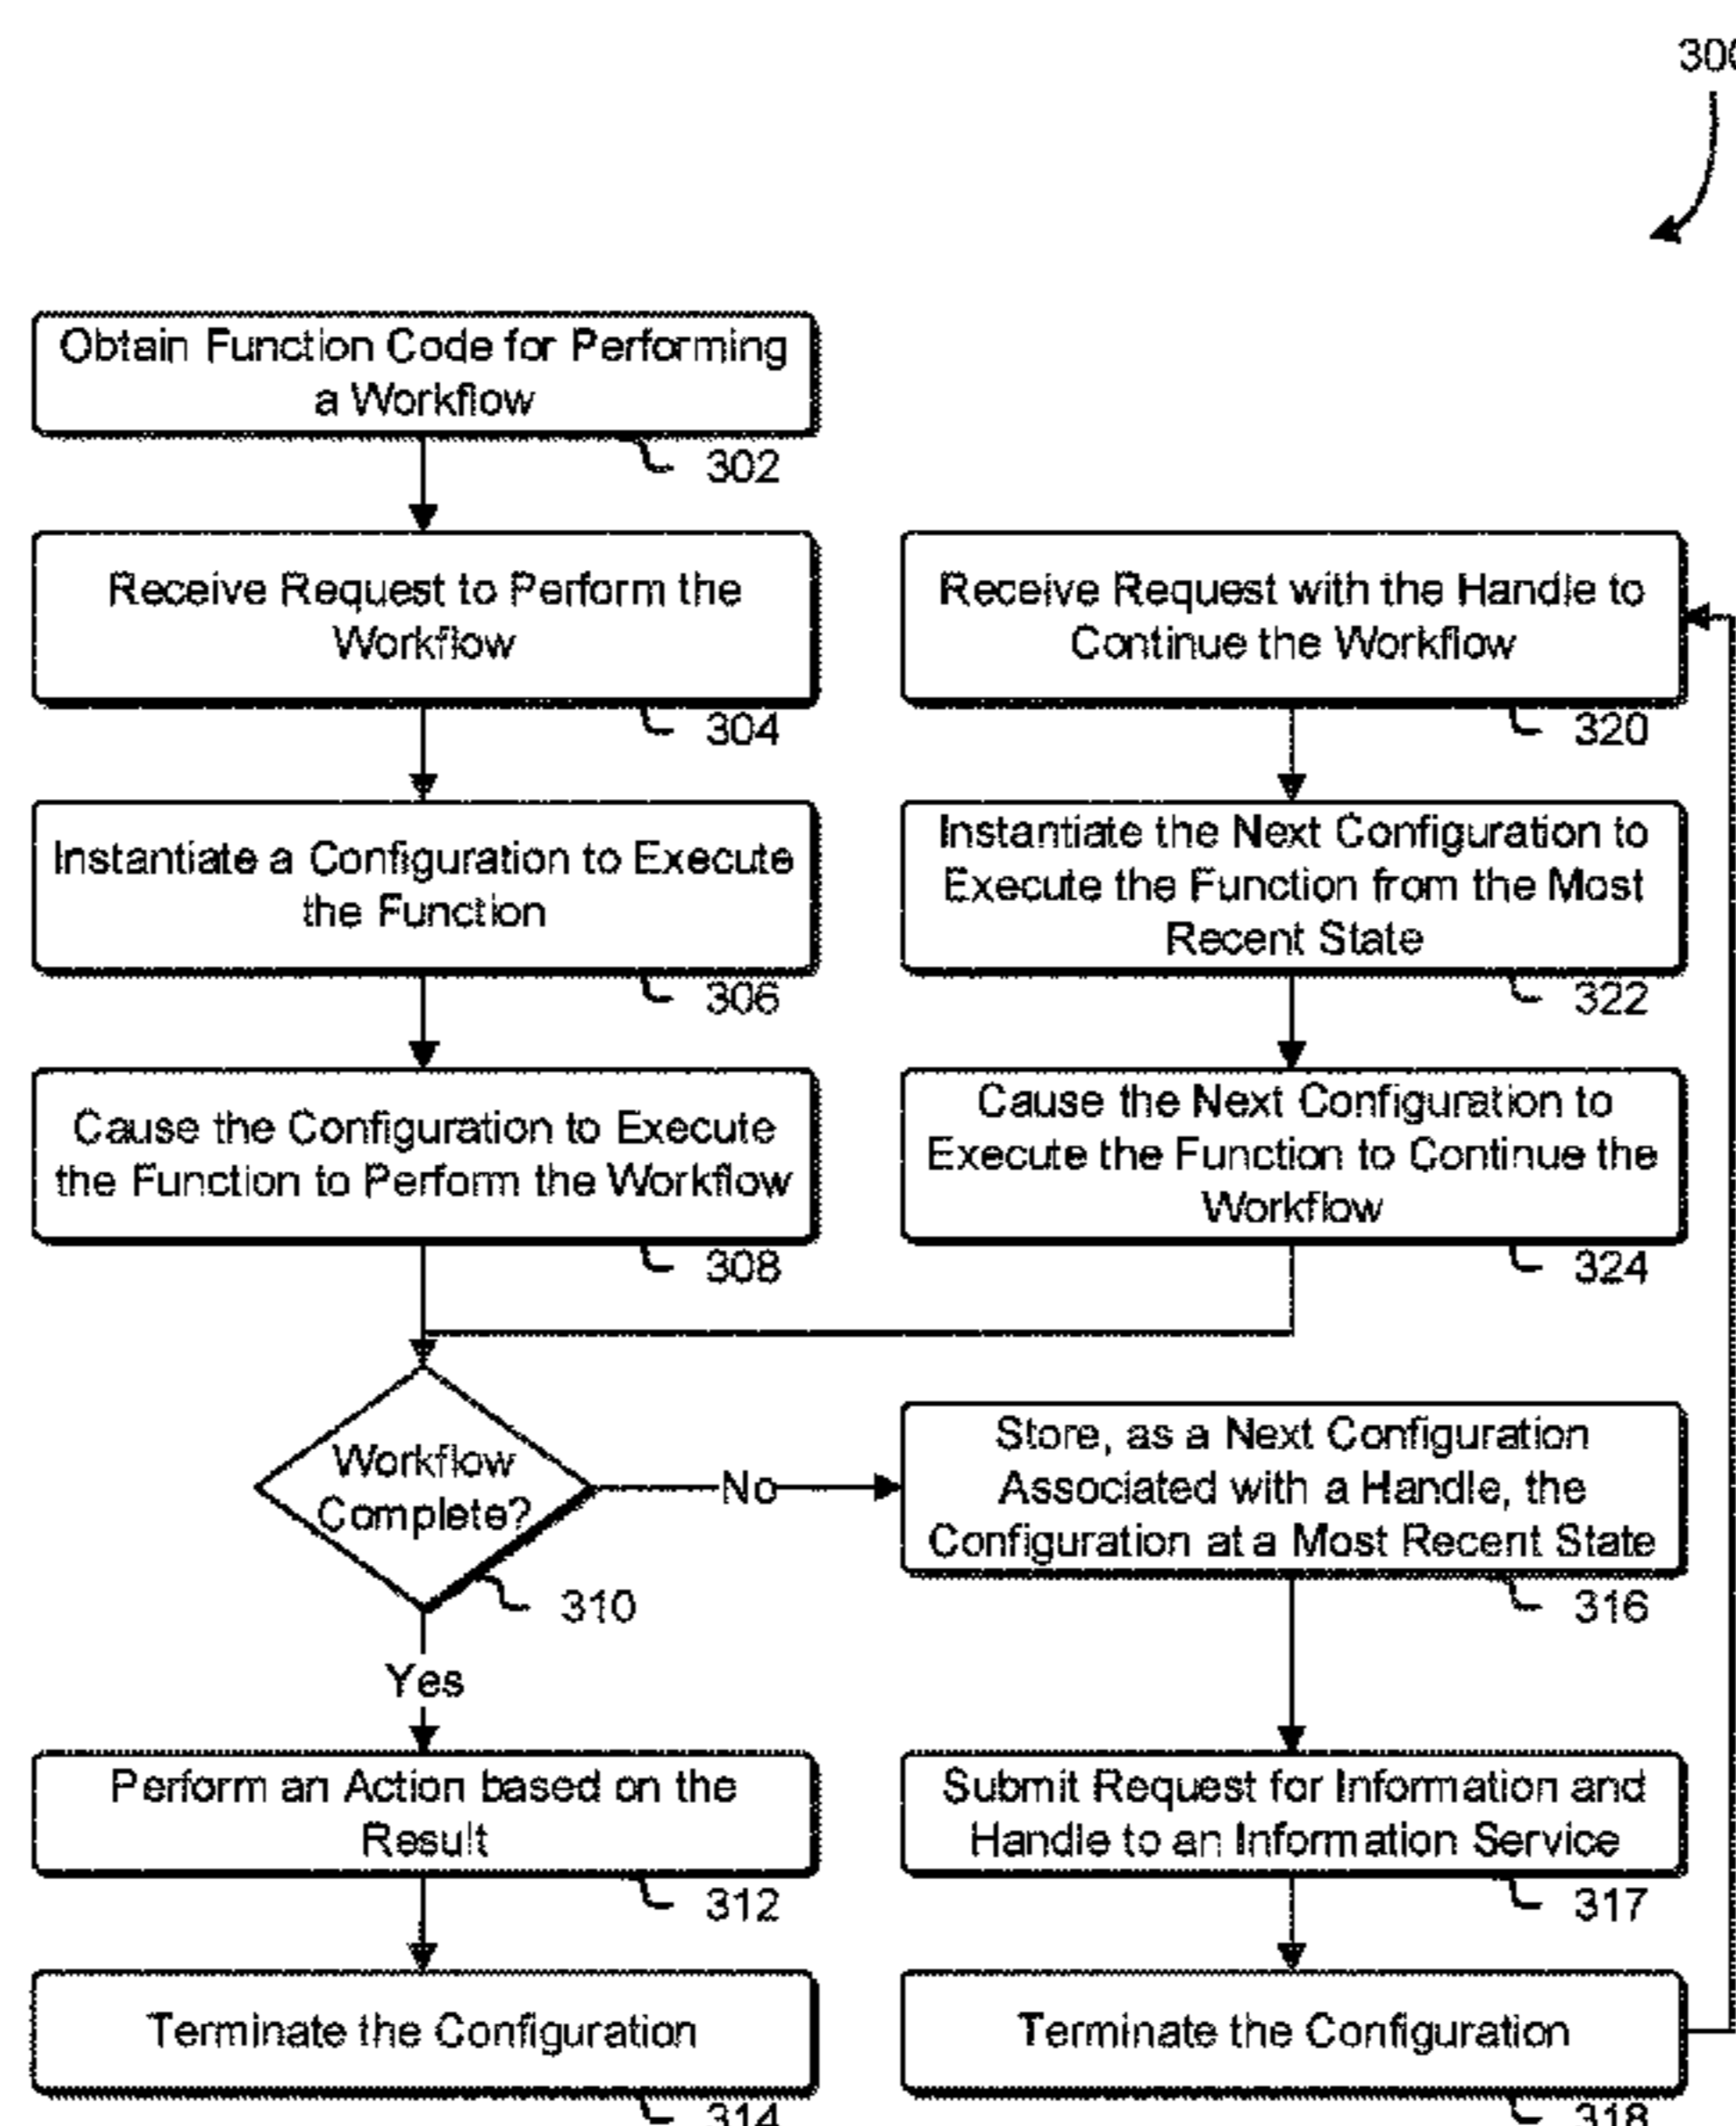 300
Obtain Function Code for Performing
a Workflow
302
Receive Request to Perform the
Workflow
304
Instantiate a Configuration to Execute
the Function
306
Cause the Configuration to Execute
the Function to Perform the Workflow
308
Workflow
Complete?
310
Yes
No
Perform an Action based on the
Result
312
Terminate the Configuration
314
Receive Request with the Handle to
Continue the Workflow
320
Instantiate the Next Configuration to
Execute the Function from the Most
Recent State
322
Cause the Next Configuration to
Execute the Function to Continue the
Workflow
324
Store, as a Next Configuration
Associated with a Handle, the
Configuration at a Most Recent State
316
Submit Request for Information and
Handle to an Information Service
317
Terminate the Configuration
318